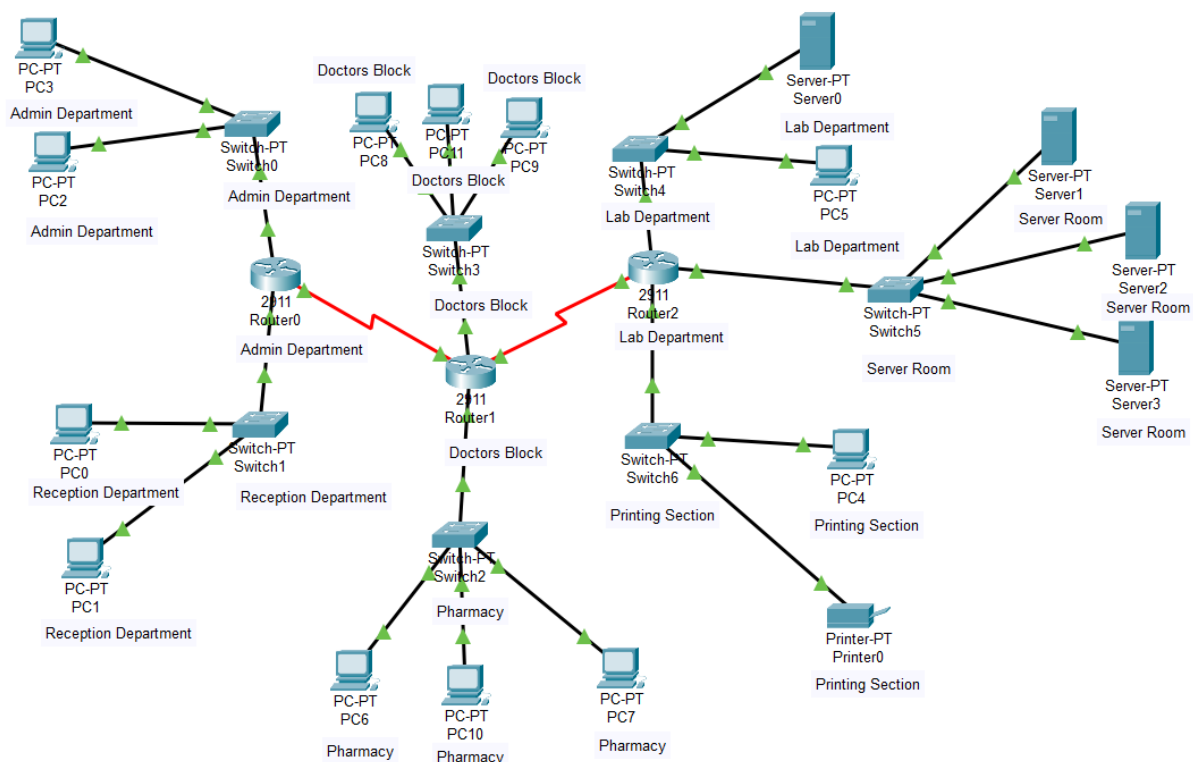 PC-PT
PC3
Admin Department
PC-PT
PC2
Admin Department
Switch-PT
Switch0
Admin Department
2911
Router0
Admin Department
PC-PT
PC0
Reception Department
Switch-PT
Switch1
Reception Department
PC-PT
PC1
Reception Department
Doctors Block
PC-PT
PC8
PC-PT
PC11
Doctors Block
Doctors Block
PC-PT
PC9
Switch-PT
Switch3
Doctors Block
2911
Router1
Doctors Block
Switch-PT
Switch2
Pharmacy
PC-PT
PC6
Pharmacy
PC-PT
PC10
Pharmacy
PC-PT
PC7
Pharmacy
Server-PT
Server0
Lab Department
Switch-PT
Switch4
Lab Department
PC-PT
PC5
Lab Department
2911
Router2
Lab Department
Server-PT
Server1
Server Room
Server-PT
Server2
Server Room
Switch-PT
Switch5
Server Room
Server-PT
Server3
Server Room
Switch-PT
Switch6
Printing Section
PC-PT
PC4
Printing Section
Printer-PT
Printer0
Printing Section